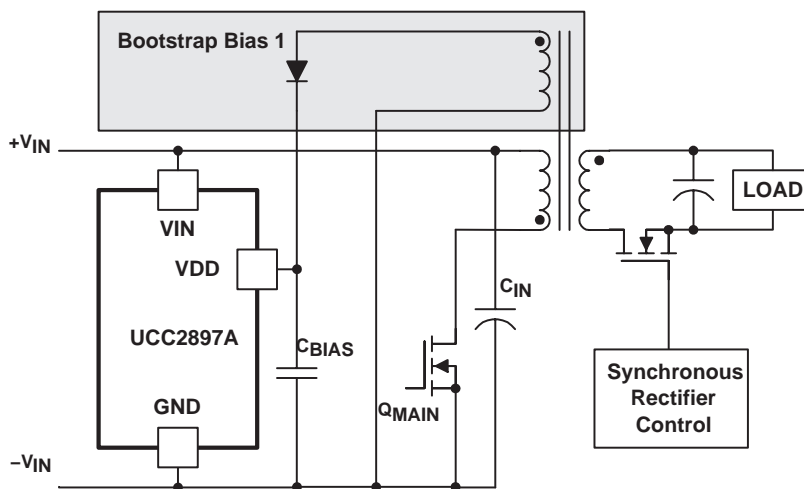 Bootstrap Bias 1
+VIN
VIN
VDD
UCC2897A
GND
CBIAS
QMAIN
CIN
LOAD
Synchronous
Rectifier
Control
−VIN